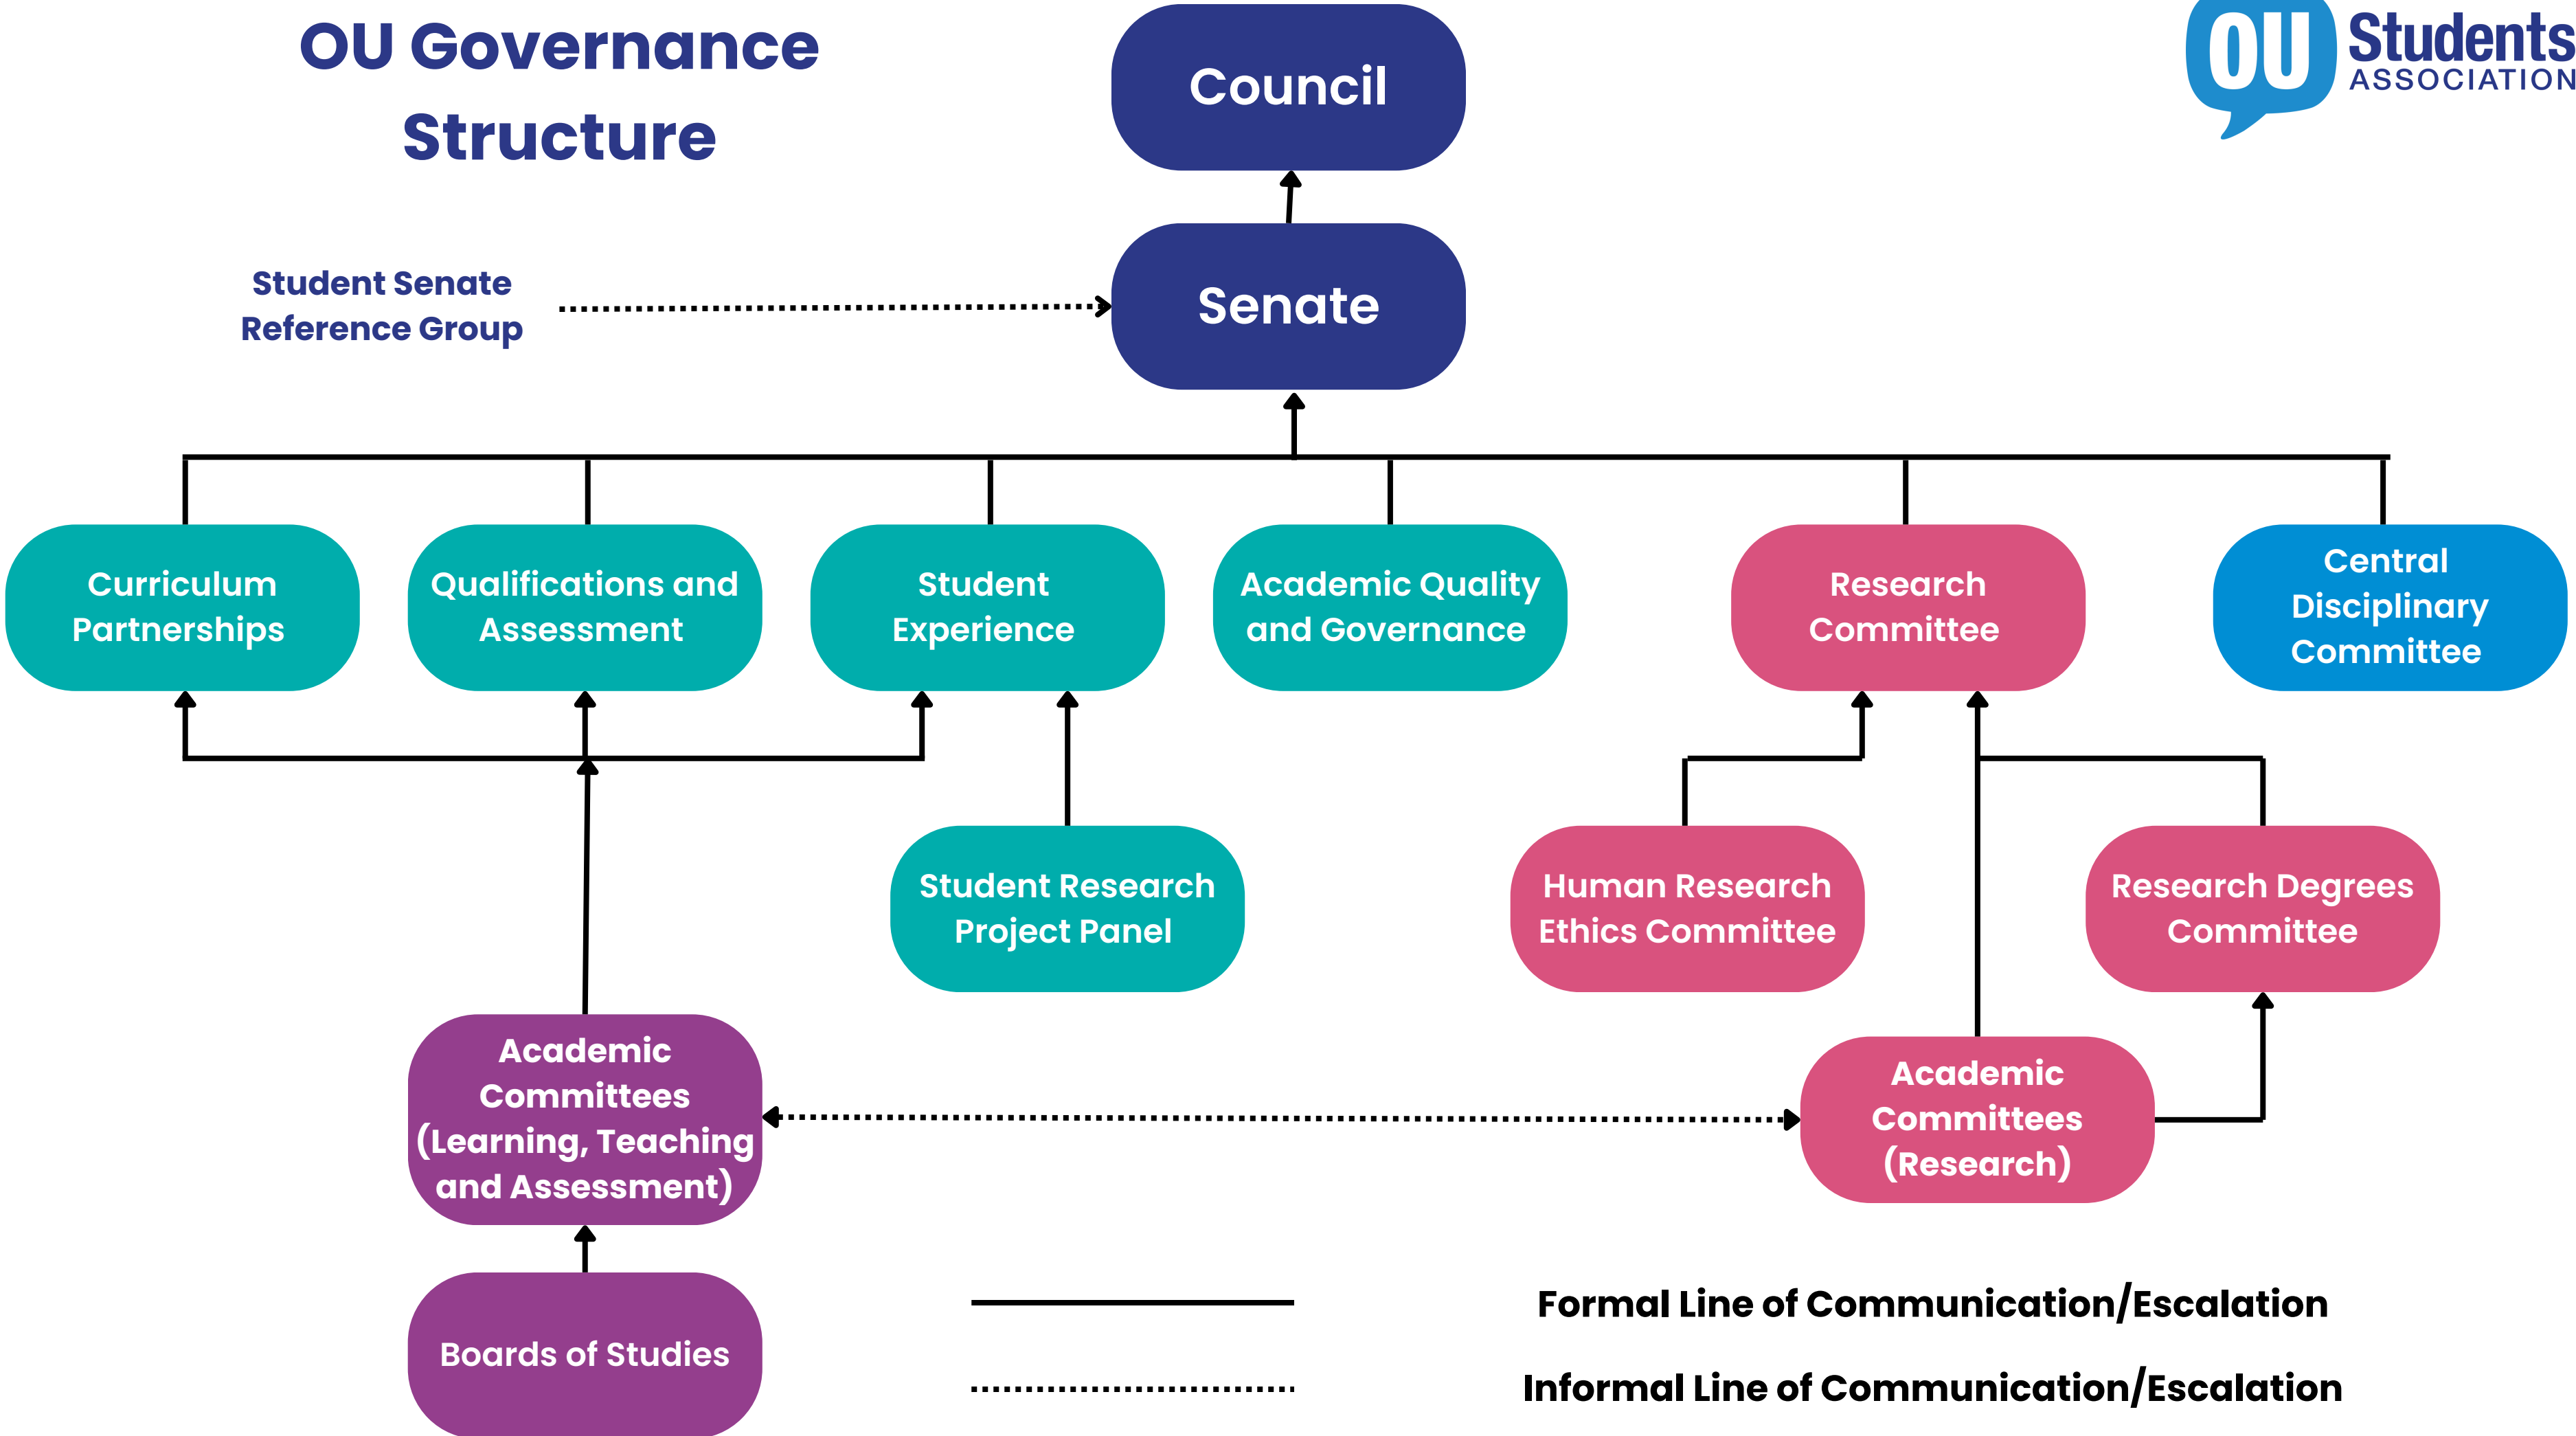 OU Governance
Structure
OU Students
ASSOCIATION
Council
Student Senate
Reference Group
Senate
Curriculum
Partnerships
Qualifications and
Assessment
Student
Experience
Academic Quality
and Governance
Research
Committee
Central
Disciplinary
Committee
Student Research
Project Panel
Human Research
Ethics Committee
Research Degrees
Committee
Academic
Committees
(Learning, Teaching
and Assessment)
Academic
Committees
(Research)
Boards of Studies
Formal Line of Communication/Escalation
Informal Line of Communication/Escalation